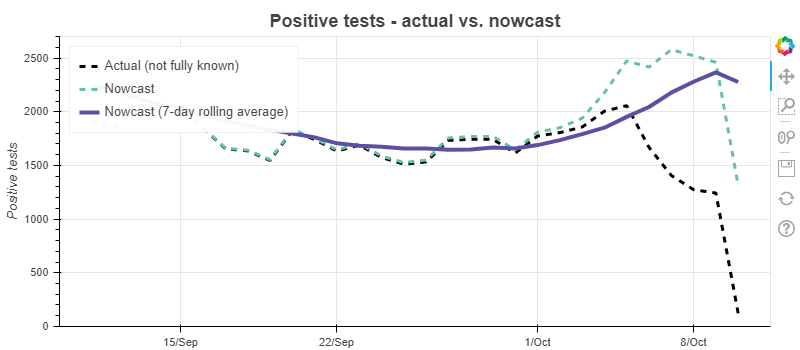 Positive tests - actual vs. nowcast
Actual (not fully known)
Nowcast
Nowcast (7-day rolling average)
Positive tests
2500
2000
1500
1000
500
0
15/Sep
22/Sep
1/Oct
8/Oct